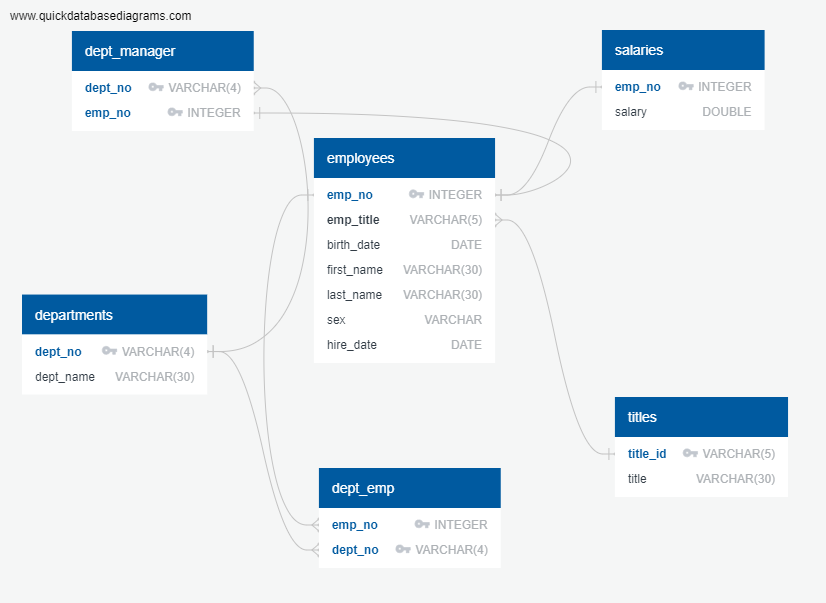 www.quickdatabasediagrams.com
dept_manager
dept_no VARCHAR(4)
emp_no INTEGER
salaries
emp_no INTEGER
salary DOUBLE
employees
emp_no INTEGER
emp_title VARCHAR(5)
birth_date DATE
first_name VARCHAR(30)
last_name VARCHAR(30)
sex VARCHAR
hire_date DATE
departments
dept_no VARCHAR(4)
dept_name VARCHAR(30)
titles
title_id VARCHAR(5)
title VARCHAR(30)
dept_emp
emp_no INTEGER
dept_no VARCHAR(4)